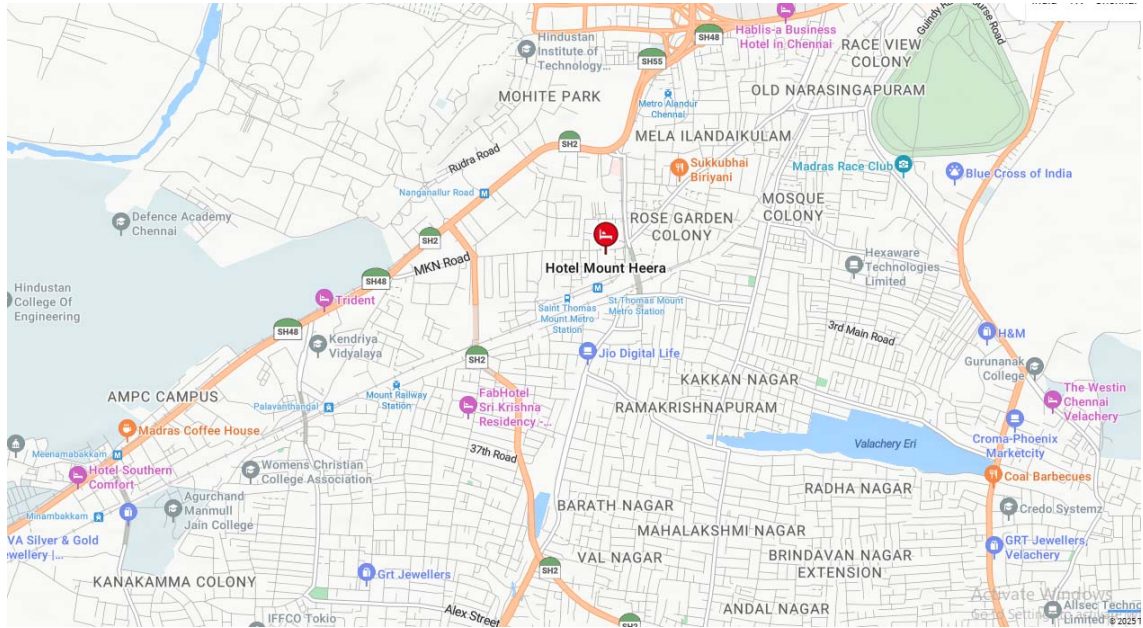 Hablis-a Business
Hotel in Chennai
RACE VIEW
COLONY
Hindustan
Institute of
Technology...
SH48
SH55
MOHITE PARK
OLD NARASINGAPURAM
Metro Alandur
Chennai
MELA ILANDAIKULAM
SH2
Rudra Road
Sukkubhai
Biriyani
Madras Race Club
Blue Cross of India
Nanganallur Road
MOSQUE
COLONY
Defence Academy
Chennai
ROSE GARDEN
COLONY
SH2
MKN Road
Hotel Mount Heera
Hexaware
Technologies
Limited
SH48
Hindustan
College Of
Engineering
Trident
Saint Thomas
Mount Metro
Station
St Thomas Mount
Metro Station
SH48
Kendriya
Vidyalaya
3rd Main Road
H&M
SH2
Jio Digital Life
Gurunanak
College
AMPC CAMPUS
Mount Railway
Station
FabHotel
Sri Krishna
Residency -...
KAKKAN NAGAR
The Westin
Chennai
Velachery
Palavanthangal
RAMAKRISHNAPURAM
Madras Coffee House
Croma-Phoenix
Marketcity
Valachery Eri
Meenamabakkam
37th Road
Hotel Southern
Comfort
Womens Christian
College Association
Coal Barbecues
RADHA NAGAR
Agurchand
Manmull
Jain College
BARATH NAGAR
Credo Systemz
Minambakkam
MAHALAKSHMI NAGAR
VA Silver & Gold
ewellery |...
VAL NAGAR
BRINDAVAN NAGAR
EXTENSION
GRT Jewellers,
Velachery
SH2
KANAKAMMA COLONY
Grt Jewellers
Activate Windows
Alex Street
ANDAL NAGAR
Allsec Techno
Limited
IFFCO Tokio
SH2
© 2025